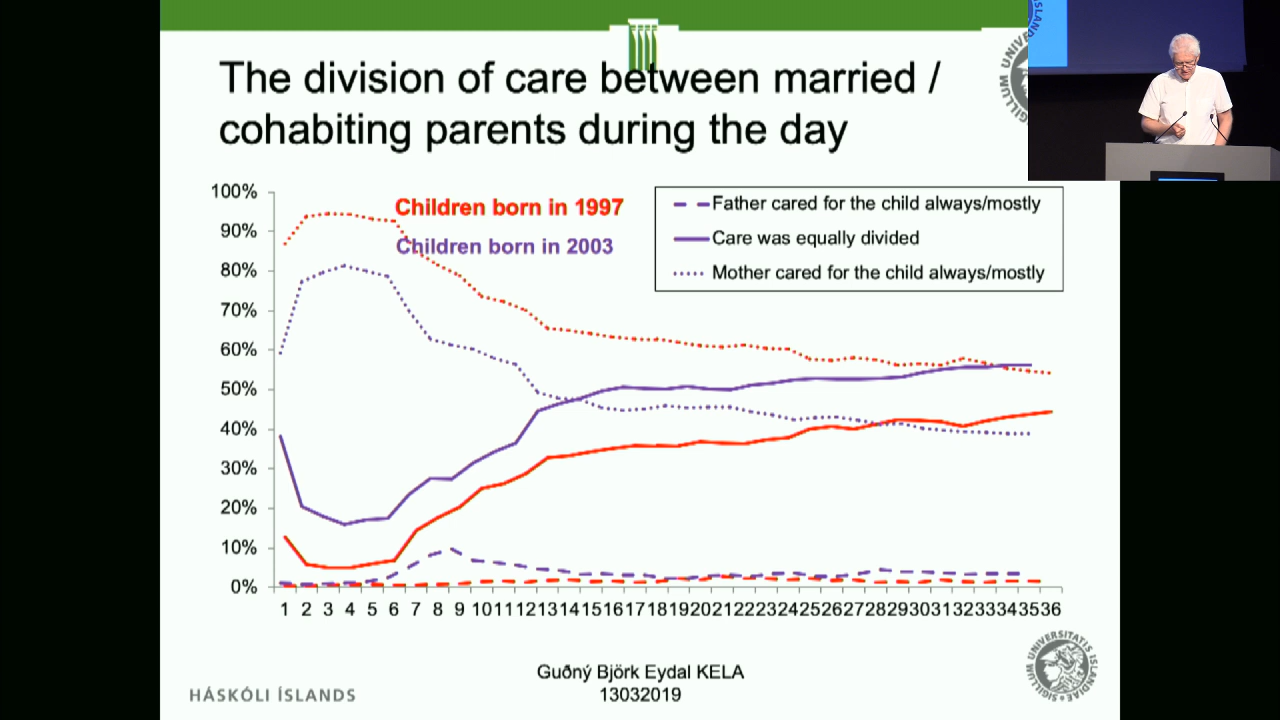 The division of care between married /
cohabiting parents during the day
100%
90%
80%
70%
60%
50%
40%
30%
20%
10%
0%
Children born in 1997
Children born in 2003
Father cared for the child always/mostly
Care was equally divided
Mother cared for the child always/mostly
1 2 3 4 5 6 7 8 9 10 11 12 13 14 15 16 17 18 19 20 21 22 23 24 25 26 27 28 29 30 31 32 33 34 35 36
Guðný Björk Eydal KELA
13032019
HÁSKÓLI ÍSLANDS
UNIVERSITATIS ISLANDIAE SIGILLUM